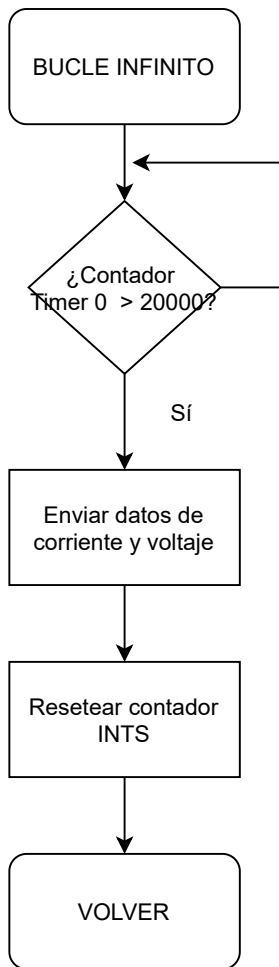 BUCLE INFINITO
¿Contador
Timer 0 > 20000?
Sí
Enviar datos de
corriente y voltaje
Resetear contador
INTS
VOLVER